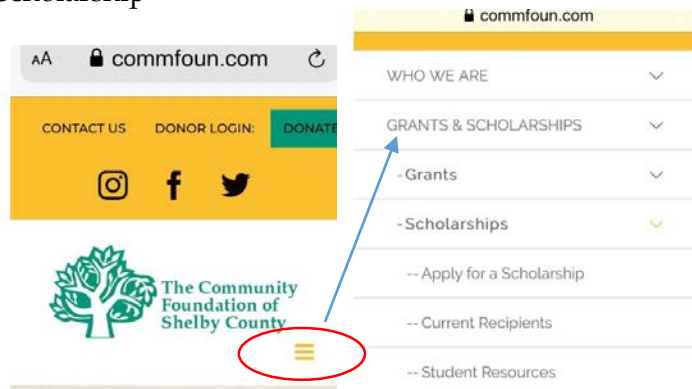 Scholarship
AA commfoun.com
CONTACT US DONOR LOGIN: DONATE
The Community
Foundation of
Shelby County
commfoun.com
WHO WE ARE
GRANTS & SCHOLARSHIPS
- Grants
- Scholarships
-- Apply for a Scholarship
-- Current Recipients
-- Student Resources